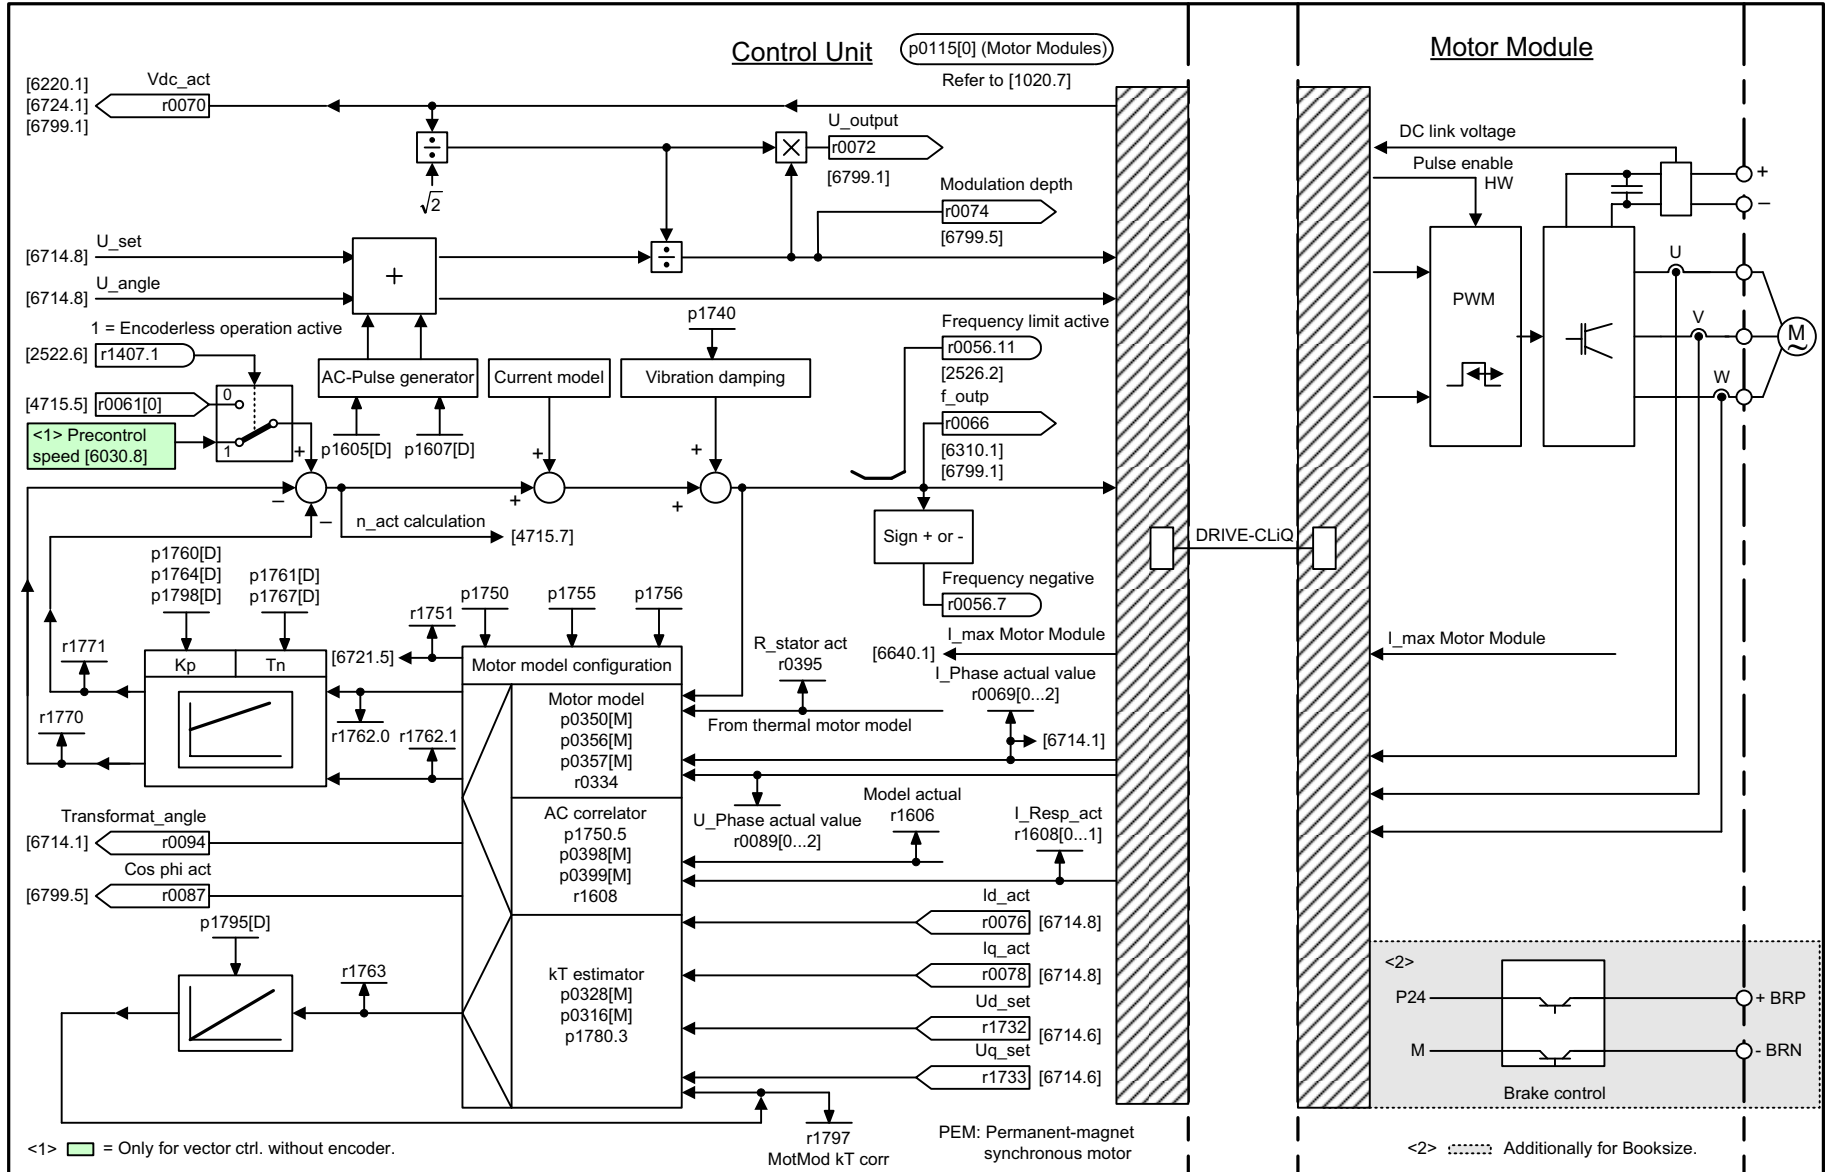 Control Unit
p0115[0] (Motor Modules)
Refer to [1020.7]
Motor Module
[6220.1]
[6724.1]
[6799.1]
Vdc_act
r0070
÷
√2
×
U_output
r0072
[6799.1]
Modulation depth
r0074
[6799.5]
÷
DC link voltage
Pulse enable
HW
+
–
[6714.8]
U_set
[6714.8]
U_angle
+
PWM
U
V
W
M
~
1 = Encoderless operation active
[2522.6]
r1407.1
[4715.5]
r0061[0]
0
1
<1> Precontrol
speed [6030.8]
AC-Pulse generator
p1605[D]
p1607[D]
Current model
p1740
Vibration damping
Frequency limit active
r0056.11
[2526.2]
f_outp
r0066
[6310.1]
[6799.1]
+
–
–
+
+
+
+
n_act calculation
[4715.7]
Sign + or -
Frequency negative
r0056.7
DRIVE-CLiQ
p1760[D]
p1764[D]
p1798[D]
p1761[D]
p1767[D]
r1771
r1770
Kp
Tn
r1751
[6721.5]
r1762.0
r1762.1
p1750
p1755
p1756
Motor model configuration
Motor model
p0350[M]
p0356[M]
p0357[M]
r0334
AC correlator
p1750.5
p0398[M]
p0399[M]
r1608
kT estimator
p0328[M]
p0316[M]
p1780.3
R_stator act
r0395
From thermal motor model
[6640.1]
I_max Motor Module
I_Phase actual value
r0069[0...2]
[6714.1]
I_max Motor Module
U_Phase actual value
r0089[0...2]
Model actual
r1606
I_Resp_act
r1608[0...1]
Transformat_angle
[6714.1]
r0094
Cos phi act
[6799.5]
r0087
p1795[D]
r1763
Id_act
r0076
[6714.8]
Iq_act
r0078
[6714.8]
Ud_set
r1732
[6714.6]
Uq_set
r1733
[6714.6]
r1797
MotMod kT corr
<2>
P24
M
+ BRP
- BRN
Brake control
<1>
= Only for vector ctrl. without encoder.
PEM: Permanent-magnet
synchronous motor
<2>
Additionally for Booksize.